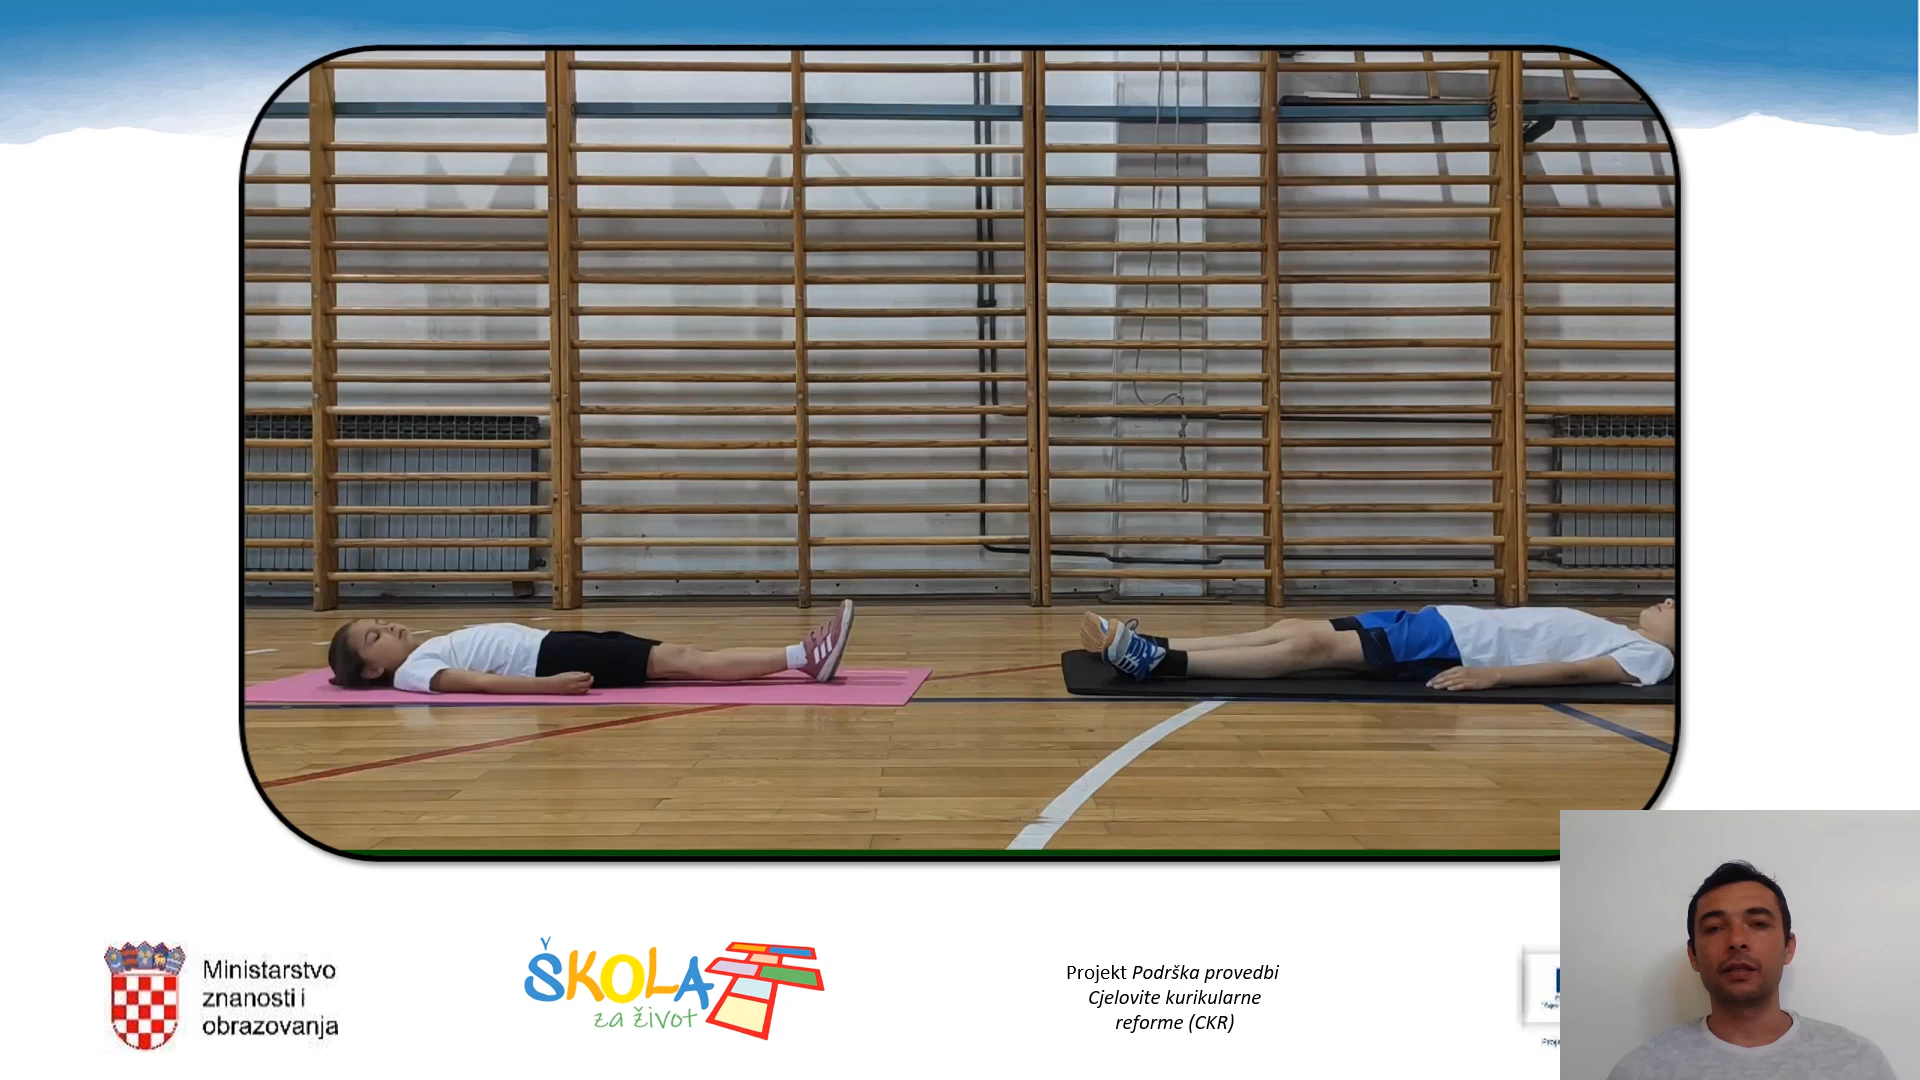 Ministarstvo
znanosti i
obrazovanja
ŠKOLA
za život
Projekt Podrška provedbi
Cjelovite kurikularne
reforme (CKR)